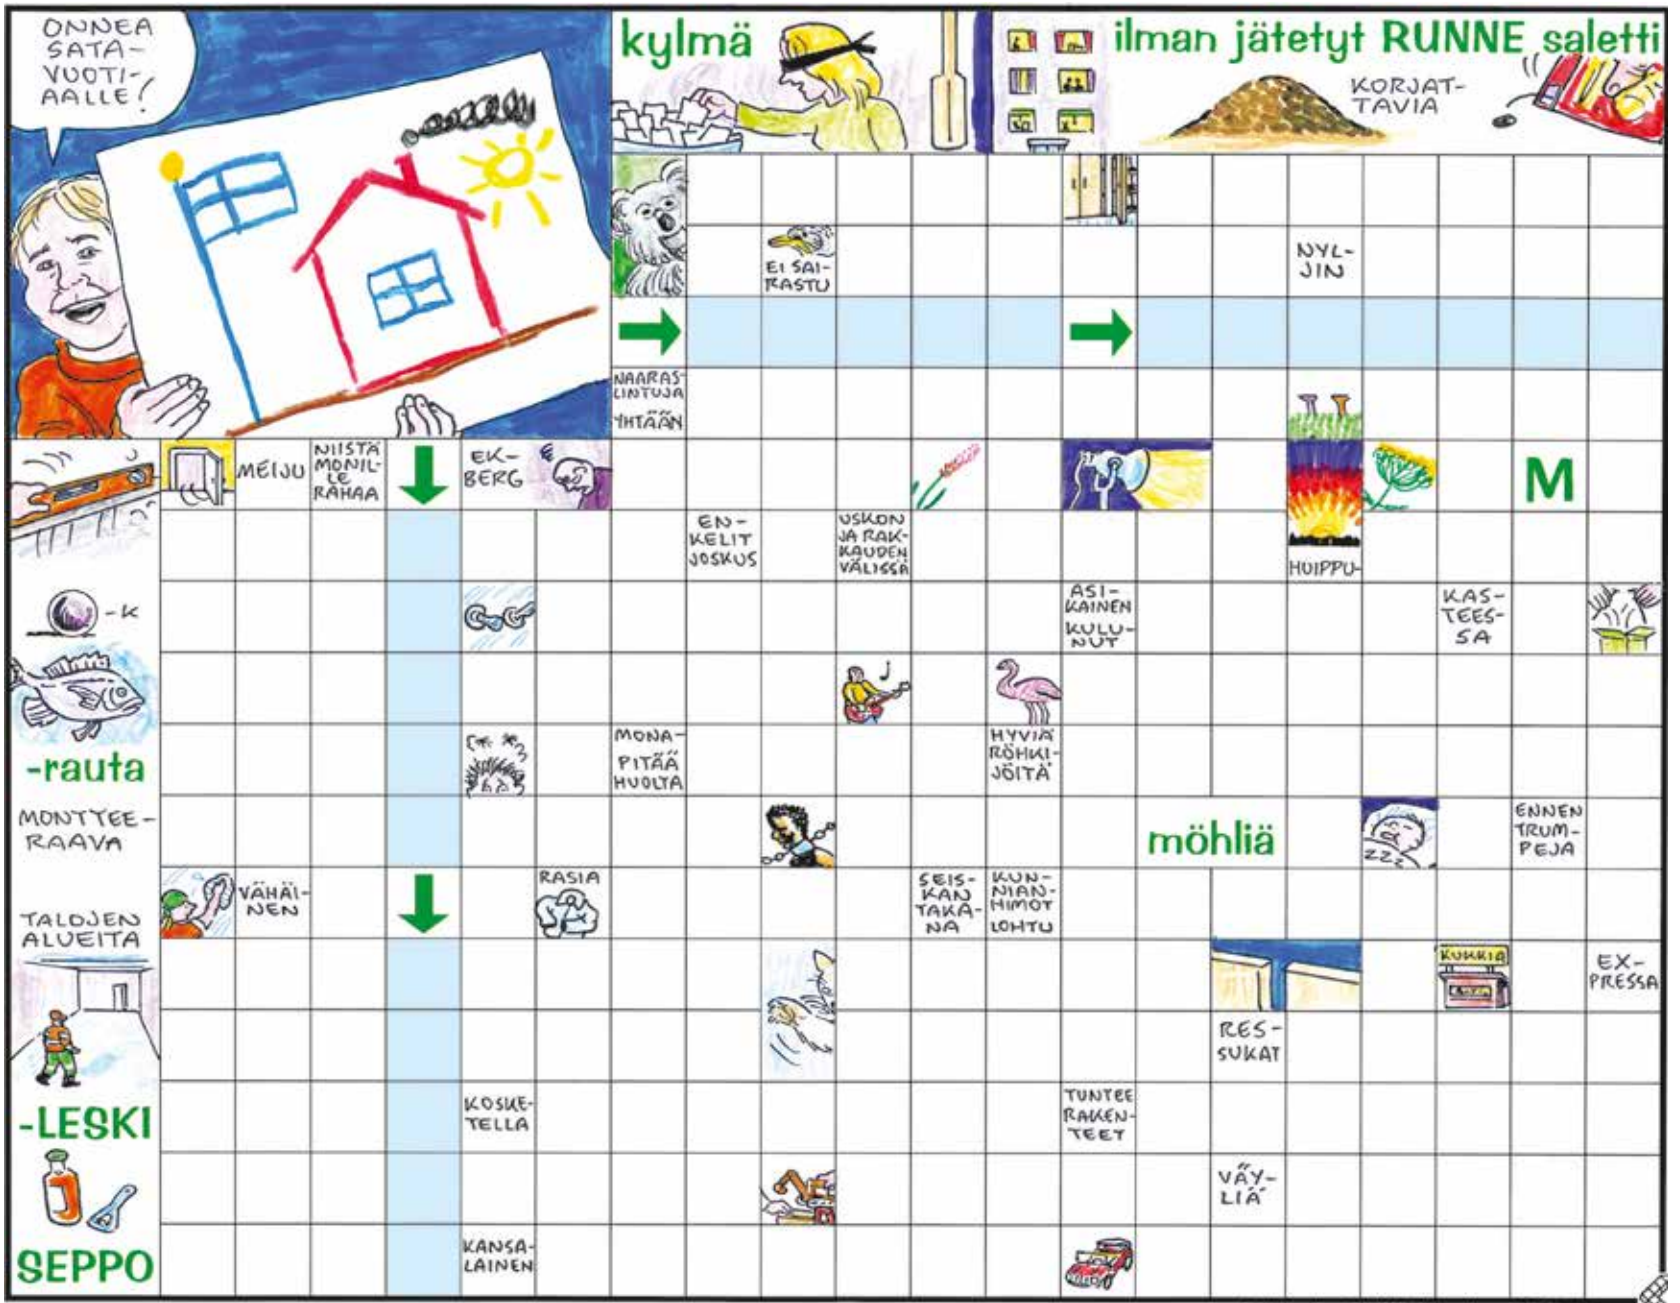 ONNEA
SATA-
VUOTI-
AALLE!
kylmä
ilman jätetyt RUNNE saletti
KORJAT-
TAVIA
EI SAI-
RASTU
NYL-
JIN
NAARAS-
LINTUJA
YHTÄÄN
MEIJU
NIISTÄ
MONIL-
LE
RAHAA
EK-
BERG
M
EN-
KELIT
JOSKUS
USKON
JA RAK-
KAUDEN
VÄLISSÄ
HUIPPU-
-K
ASI-
KAINEN
KULU-
NUT
KAS-
TEES-
SA
-rauta
MONA-
PITÄÄ
HUOLTA
HYVIÄ
RÖHKI-
JÖITÄ
MONTTEE-
RAAVA
möhliä
ZZZ
ENNEN
TRUM-
PEJA
VÄHÄI-
NEN
RASIA
SEIS-
KAN
TAKA-
NA
KUN-
NIAN-
HIMOT
LOHTU
TALOJEN
ALUEITA
KUKKIA
EX-
PRESSA
RES-
SUKAT
-LESKI
KOSKE-
TELLA
TUNTEE
RAKEN-
TEET
VÄY-
LIÄ
SEPPO
KANSA-
LAINEN